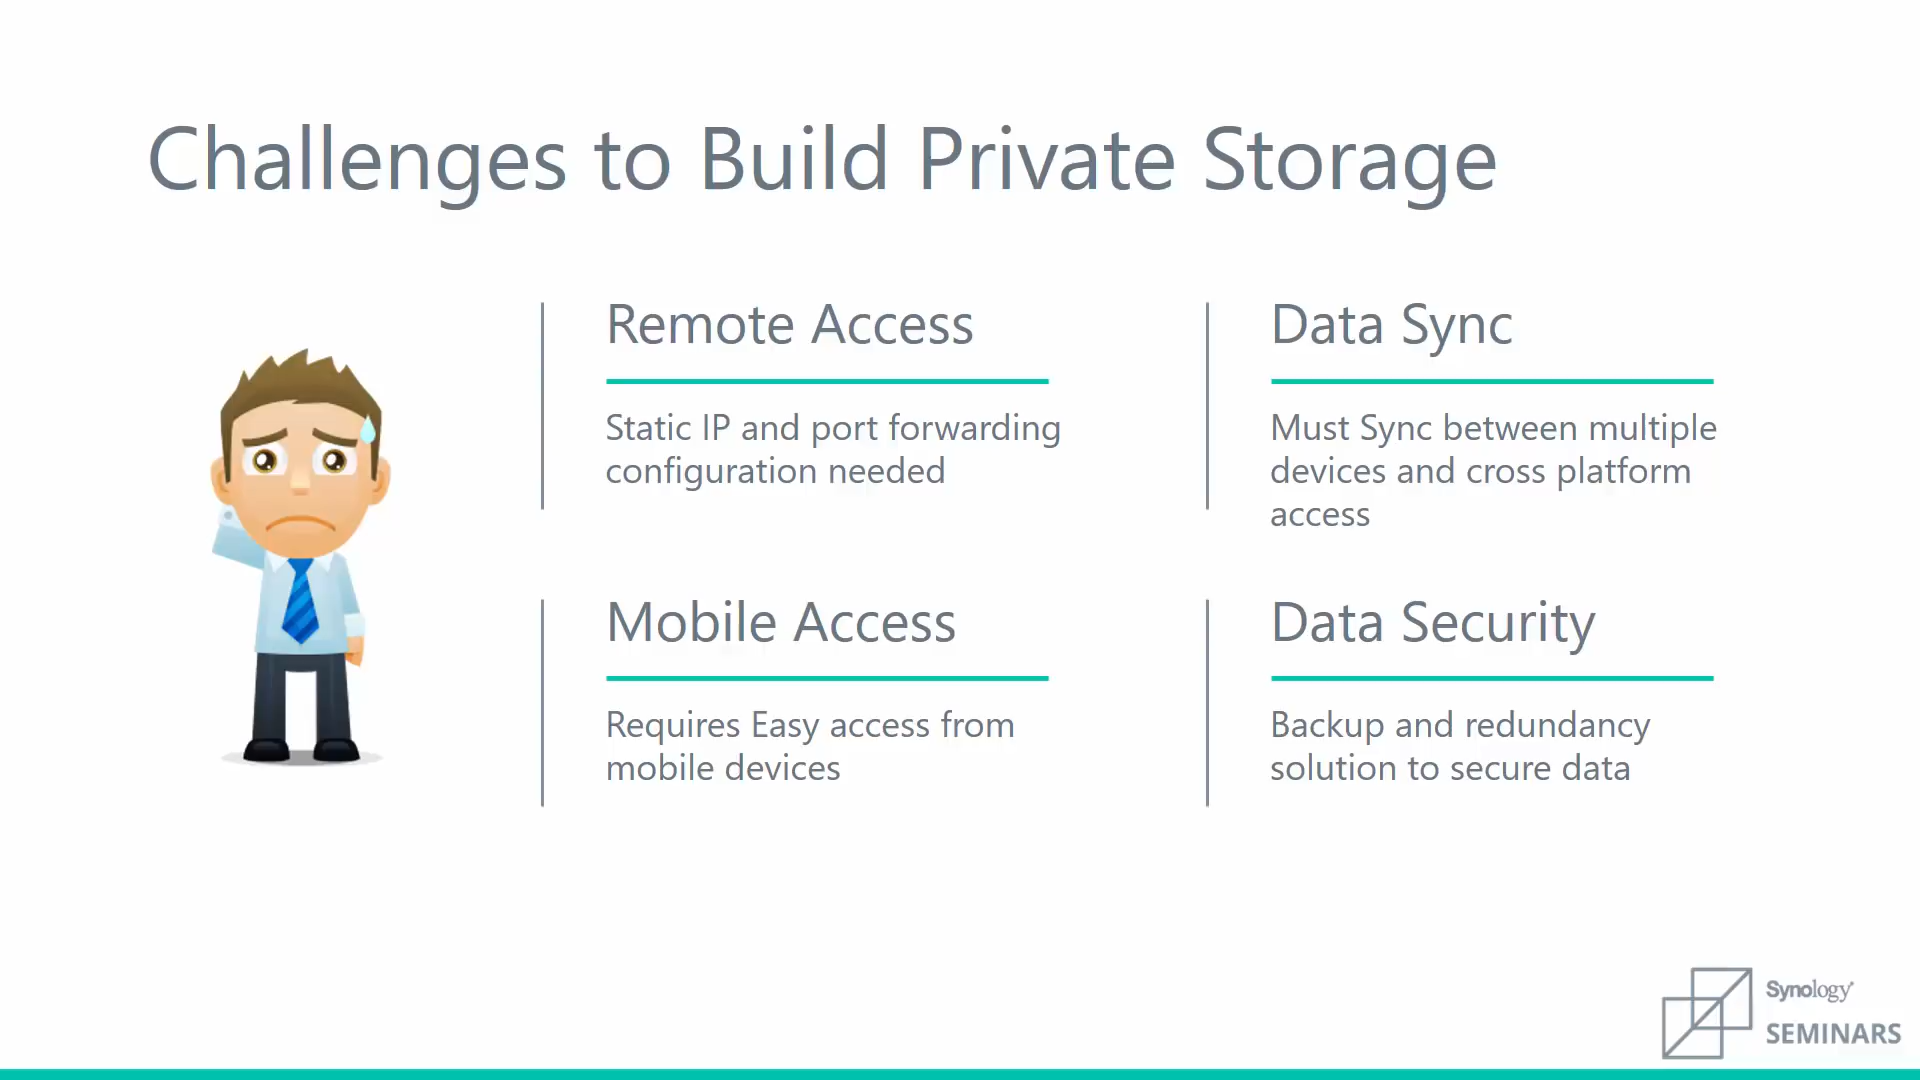 Challenges to Build Private Storage
Remote Access
Static IP and port forwarding
configuration needed
Data Sync
Must Sync between multiple
devices and cross platform
access
Mobile Access
Requires Easy access from
mobile devices
Data Security
Backup and redundancy
solution to secure data
Synology
SEMINARS